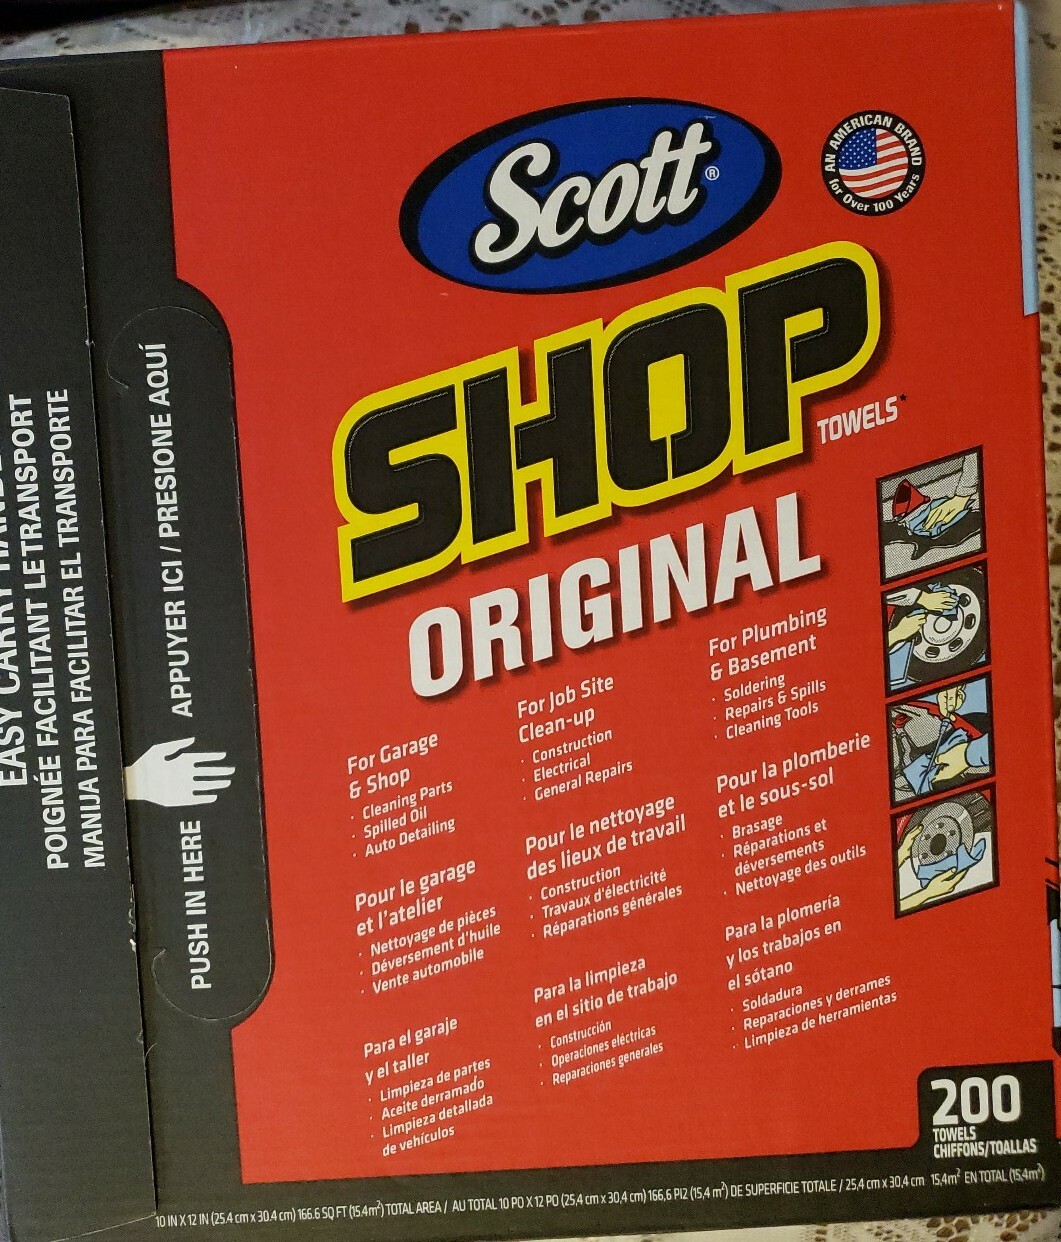 Scott®
AN AMERICAN BRAND
for Over 100 Years
SHOP
TOWELS*
ORIGINAL
For Garage
& Shop
· Cleaning Parts
· Spilled Oil
· Auto Detailing
For Job Site
Clean-up
· Construction
· Electrical
· General Repairs
For Plumbing
& Basement
· Soldering
· Repairs & Spills
· Cleaning Tools
Pour le garage
et l'atelier
· Nettoyage de pièces
· Déversement d'huile
· Vente automobile
Pour le nettoyage
des lieux de travail
· Construction
· Travaux d'électricité
· Réparations générales
Pour la plomberie
et le sous-sol
· Brasage
· Réparations et
déversements
· Nettoyage des outils
Para el garaje
y el taller
· Limpieza de partes
· Aceite derramado
· Limpieza detallada
de vehículos
Para la limpieza
en el sitio de trabajo
· Construcción
· Operaciones eléctricas
· Reparaciones generales
Para la plomería
y los trabajos en
el sótano
· Soldadura
· Reparaciones y derrames
· Limpieza de herramientas
200
TOWELS
CHIFFONS/TOALLAS
10 IN X 12 IN (25.4 cm x 30.4 cm) 166.6 SQ FT (15.4m²) TOTAL AREA / AU TOTAL 10 PO X 12 PO (25,4 cm x 30,4 cm) 166,6 PI2 (15,4 m²) DE SUPERFICIE TOTALE / 25,4 cm x 30,4 cm 15,4m² EN TOTAL (15,4m²)
PUSH IN HERE APPUYER ICI / PRESIONE AQUÍ
EASY CARRY
POIGNÉE FACILITANT LE TRANSPORT
MANIJA PARA FACILITAR EL TRANSPORTE